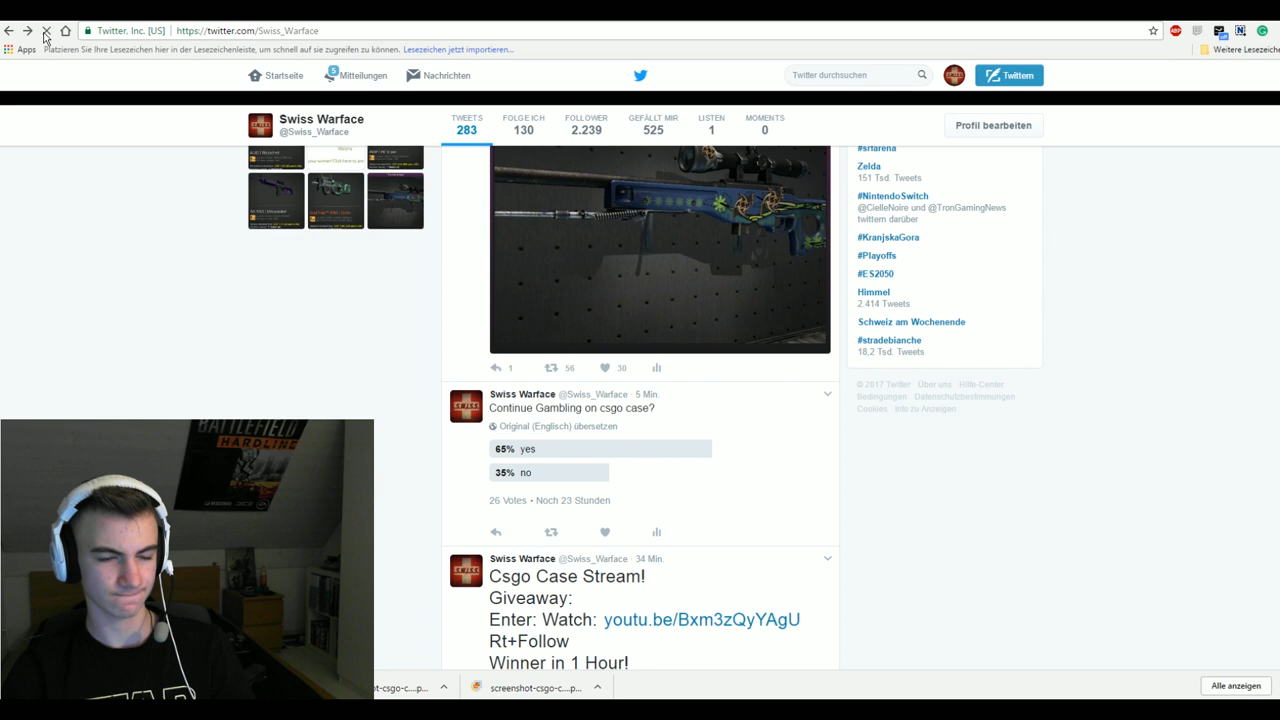 Twitter, Inc. [US] https://twitter.com/Swiss_Warface
Apps Platzieren Sie Ihre Lesezeichen hier in der Lesezeichenleiste, um schnell auf sie zugreifen zu können. Lesezeichen jetzt importieren... Weitere Lesezeiche
Startseite 5 Mitteilungen Nachrichten Twitter durchsuchen Twittern
Swiss Warface
@Swiss_Warface
TWEETS 283
FOLGE ICH 130
FOLLOWER 2.239
GEFÄLLT MIR 525
LISTEN 1
MOMENTS 0
Profil bearbeiten
#srfarena
Zelda
151 Tsd. Tweets
#NintendoSwitch
@CielleNoire und @TronGamingNews
twittern darüber
#KranjskaGora
#Playoffs
#ES2050
Himmel
2.414 Tweets
Schweiz am Wochenende
#stradebianche
18,2 Tsd. Tweets
© 2017 Twitter Über uns Hilfe-Center
Bedingungen Datenschutzbestimmungen
Cookies Info zu Anzeigen
1 56 30
Swiss Warface @Swiss_Warface · 5 Min.
Continue Gambling on csgo case?
Original (Englisch) übersetzen
65% yes
35% no
26 Votes • Noch 23 Stunden
Swiss Warface @Swiss_Warface · 34 Min.
Csgo Case Stream!
Giveaway:
Enter: Watch: youtu.be/Bxm3zQyYAgU
Rt+Follow
Winner in 1 Hour!
BATTLEFIELD
HARDLINE
ot-csgo-c....p... screenshot-csgo-c....p... Alle anzeigen